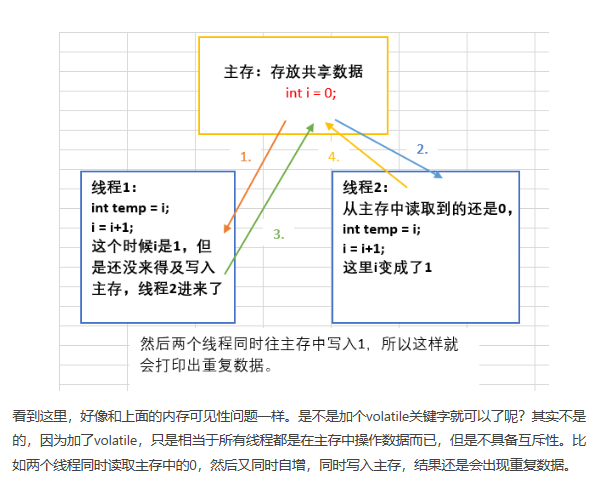 主存：存放共享数据
int i = 0;
1.
2.
4.
3.
线程1：
int temp = i;
i = i+1;
这个时候i是1，但
是还没来得及写入
主存，线程2进来了
线程2：
从主存中读取到的还是0，
int temp = i;
i = i+1;
这里i变成了1
然后两个线程同时往主存中写入1，所以这样就
会打印出重复数据。
看到这里，好像和上面的内存可见性问题一样。是不是加个volatile关键字就可以了呢？其实不是
的，因为加了volatile，只是相当于所有线程都是在主存中操作数据而已，但是不具备互斥性。比
如两个线程同时读取主存中的0，然后又同时自增，同时写入主存，结果还是会出现重复数据。